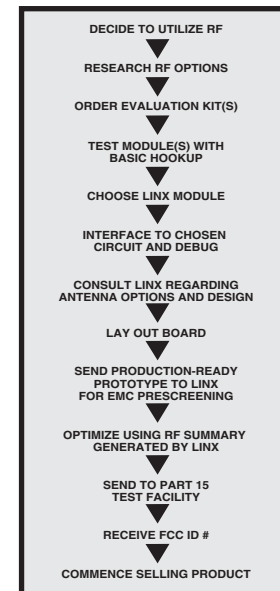 DECIDE TO UTILIZE RF
RESEARCH RF OPTIONS
ORDER EVALUATION KIT(S)
TEST MODULE(S) WITH
BASIC HOOKUP
CHOOSE LINX MODULE
INTERFACE TO CHOSEN
CIRCUIT AND DEBUG
CONSULT LINX REGARDING
ANTENNA OPTIONS AND DESIGN
LAY OUT BOARD
SEND PRODUCTION-READY
PROTOTYPE TO LINX
FOR EMC PRESCREENING
OPTIMIZE USING RF SUMMARY
GENERATED BY LINX
SEND TO PART 15
TEST FACILITY
RECEIVE FCC ID #
COMMENCE SELLING PRODUCT